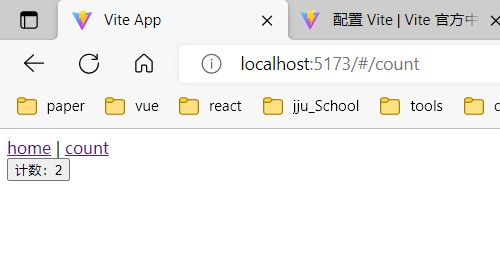 Vite App
配置 Vite | Vite 官方中
localhost:5173/#/count
paper vue react jju_School tools
home | count
计数：2